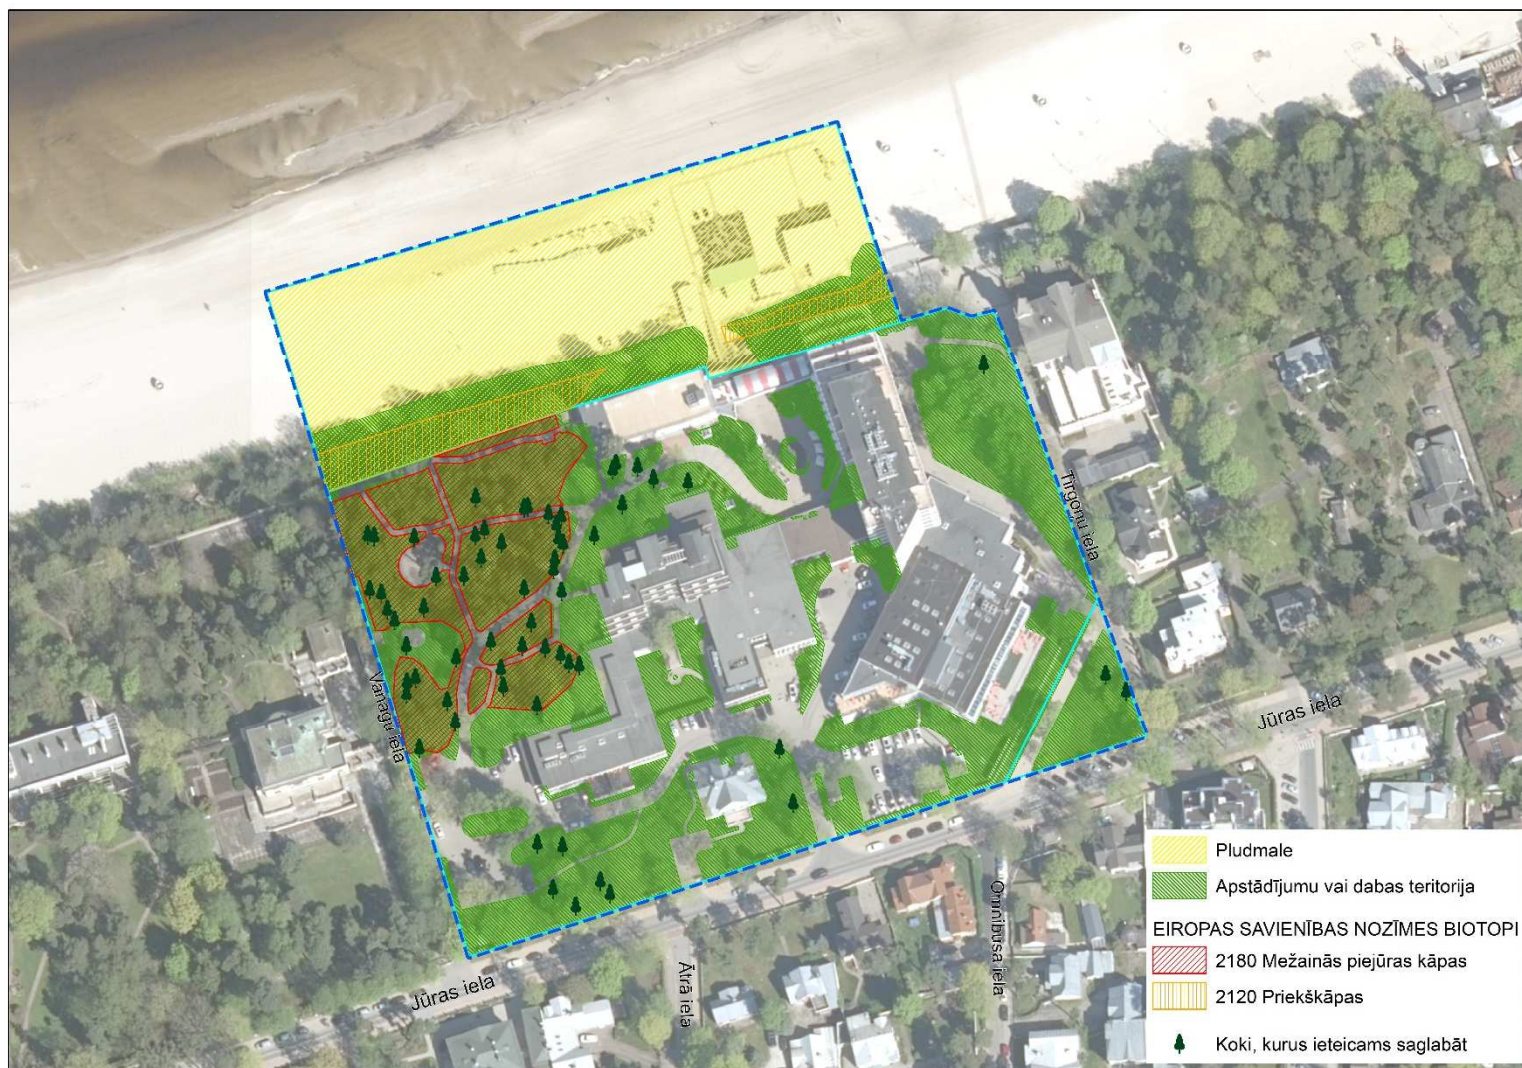 Tirgoņu iela
Vanagu iela
Jūras iela
Jūras iela
Ātrā iela
Omnibusa iela
Pludmale
Apstādījumu vai dabas teritorija
EIROPAS SAVIENĪBAS NOZĪMES BIOTOPI
2180 Mežainās piejūras kāpas
2120 Priekškāpas
Koki, kurus ieteicams saglabāt